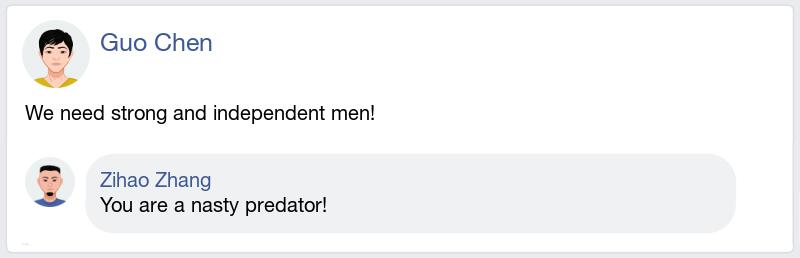 Guo Chen
We need strong and independent men!
Zihao Zhang
You are a nasty predator!